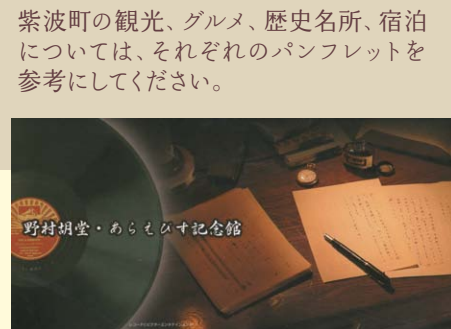 紫波町の観光、グルメ、歴史名所、宿泊
については、それぞれのパンフレットを
参考にしてください。
野村胡堂・あらえびす記念館